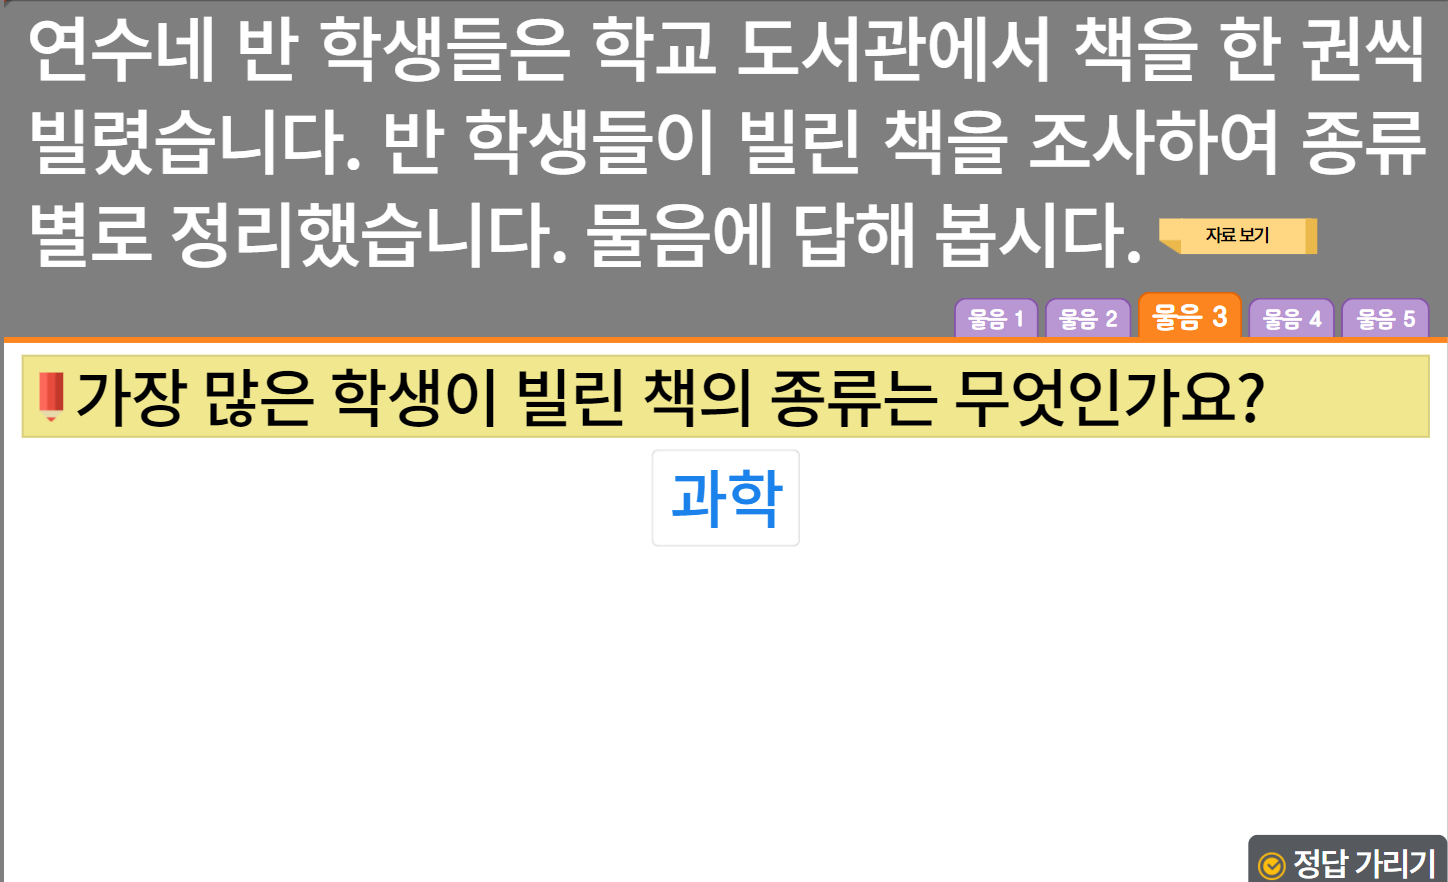 연수네 반 학생들은 학교 도서관에서 책을 한 권씩
빌렸습니다. 반 학생들이 빌린 책을 조사하여 종류
별로 정리했습니다. 물음에 답해 봅시다.
자료 보기
물음 1
물음 2
물음 3
물음 4
물음 5
가장 많은 학생이 빌린 책의 종류는 무엇인가요?
과학
정답 가리기